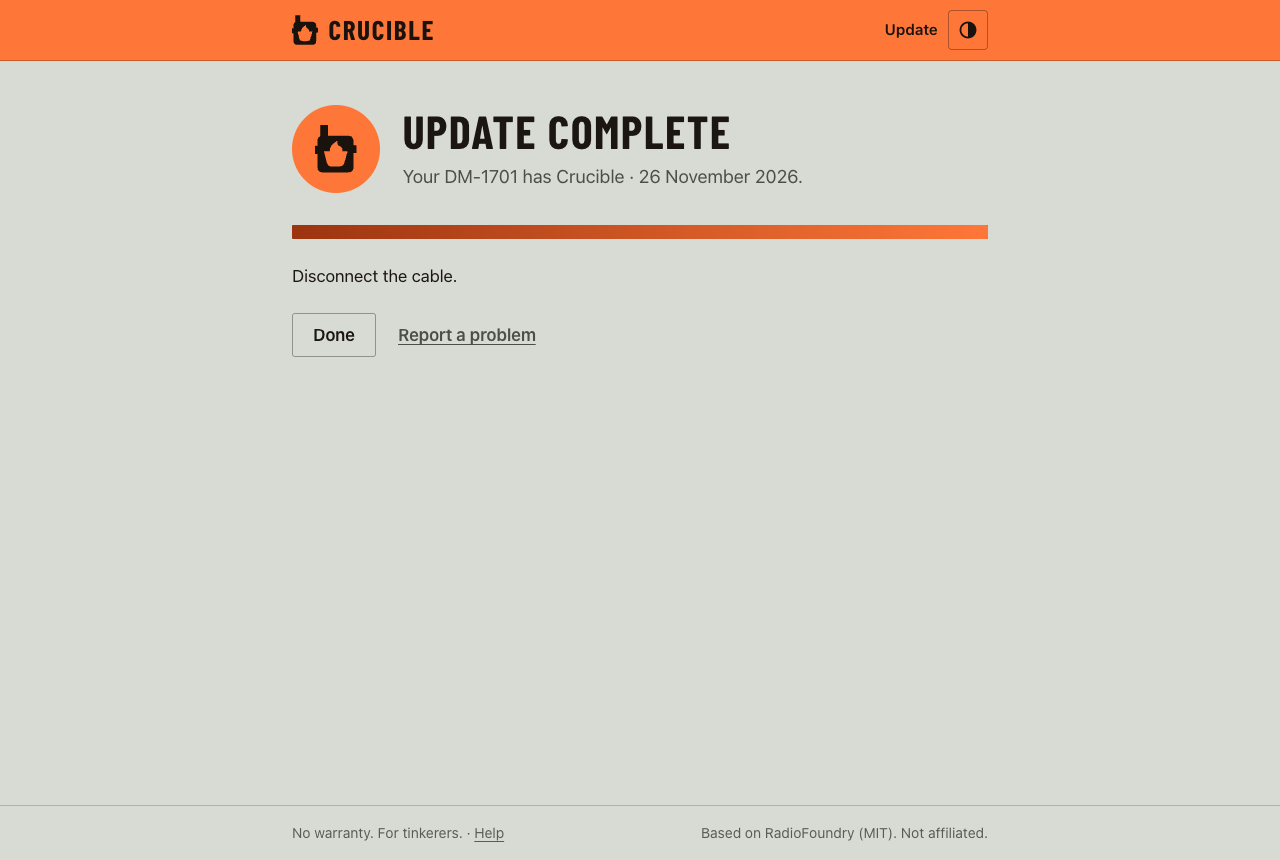 CRUCIBLE
Update
UPDATE COMPLETE
Your DM-1701 has Crucible · 26 November 2026.
Disconnect the cable.
Done
Report a problem
No warranty. For tinkerers. · Help
Based on RadioFoundry (MIT). Not affiliated.